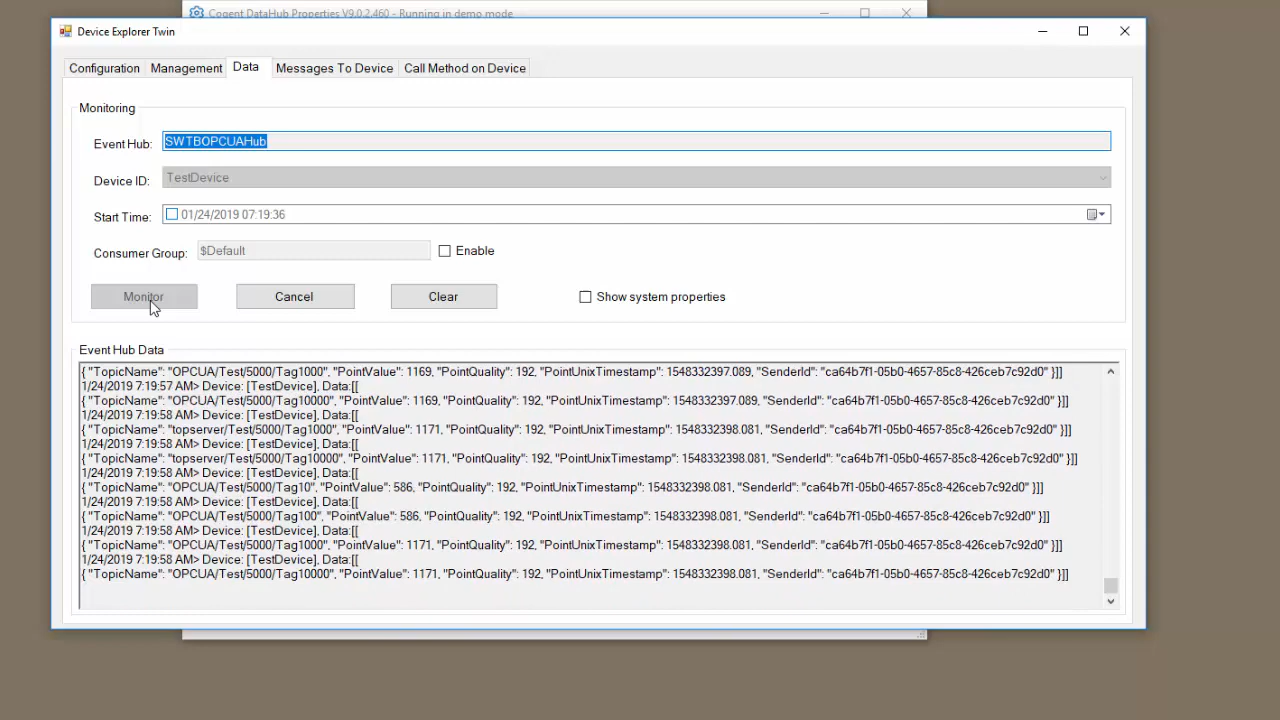 Cogent DataHub Properties V9.0.2.460 - Running in demo mode
Device Explorer Twin
Configuration Management Data Messages To Device Call Method on Device
Monitoring
Event Hub: SWTBOPCUAHub
Device ID: TestDevice
Start Time: 01/24/2019 07:19:36
Consumer Group: $Default Enable
Monitor Cancel Clear Show system properties
Event Hub Data
{ "TopicName": "OPCUA/Test/5000/Tag1000", "PointValue": 1169, "PointQuality": 192, "PointUnixTimestamp": 1548332397.089, "SenderId": "ca64b7f1-05b0-4657-85c8-426ceb7c92d0" }]]
1/24/2019 7:19:57 AM> Device: [TestDevice], Data:[[
{ "TopicName": "OPCUA/Test/5000/Tag10000", "PointValue": 1169, "PointQuality": 192, "PointUnixTimestamp": 1548332397.089, "SenderId": "ca64b7f1-05b0-4657-85c8-426ceb7c92d0" }]]
1/24/2019 7:19:58 AM> Device: [TestDevice], Data:[[
{ "TopicName": "topserver/Test/5000/Tag1000", "PointValue": 1171, "PointQuality": 192, "PointUnixTimestamp": 1548332398.081, "SenderId": "ca64b7f1-05b0-4657-85c8-426ceb7c92d0" }]]
1/24/2019 7:19:58 AM> Device: [TestDevice], Data:[[
{ "TopicName": "topserver/Test/5000/Tag10000", "PointValue": 1171, "PointQuality": 192, "PointUnixTimestamp": 1548332398.081, "SenderId": "ca64b7f1-05b0-4657-85c8-426ceb7c92d0" }]]
1/24/2019 7:19:58 AM> Device: [TestDevice], Data:[[
{ "TopicName": "OPCUA/Test/5000/Tag10", "PointValue": 586, "PointQuality": 192, "PointUnixTimestamp": 1548332398.081, "SenderId": "ca64b7f1-05b0-4657-85c8-426ceb7c92d0" }]]
1/24/2019 7:19:58 AM> Device: [TestDevice], Data:[[
{ "TopicName": "OPCUA/Test/5000/Tag100", "PointValue": 586, "PointQuality": 192, "PointUnixTimestamp": 1548332398.081, "SenderId": "ca64b7f1-05b0-4657-85c8-426ceb7c92d0" }]]
1/24/2019 7:19:58 AM> Device: [TestDevice], Data:[[
{ "TopicName": "OPCUA/Test/5000/Tag1000", "PointValue": 1171, "PointQuality": 192, "PointUnixTimestamp": 1548332398.081, "SenderId": "ca64b7f1-05b0-4657-85c8-426ceb7c92d0" }]]
1/24/2019 7:19:58 AM> Device: [TestDevice], Data:[[
{ "TopicName": "OPCUA/Test/5000/Tag10000", "PointValue": 1171, "PointQuality": 192, "PointUnixTimestamp": 1548332398.081, "SenderId": "ca64b7f1-05b0-4657-85c8-426ceb7c92d0" }]]